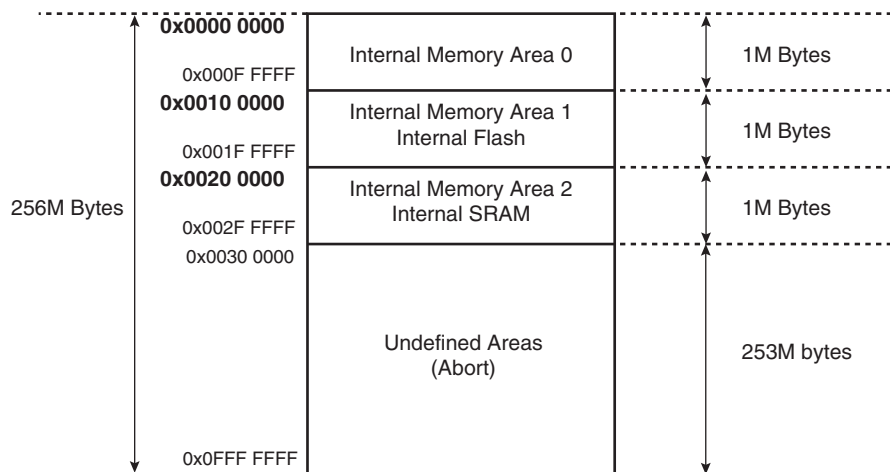 0x0000 0000
Internal Memory Area 0
1M Bytes
0x000F FFFF
0x0010 0000
Internal Memory Area 1
Internal Flash
1M Bytes
0x001F FFFF
0x0020 0000
Internal Memory Area 2
Internal SRAM
1M Bytes
256M Bytes
0x002F FFFF
0x0030 0000
Undefined Areas
(Abort)
253M bytes
0x0FFF FFFF